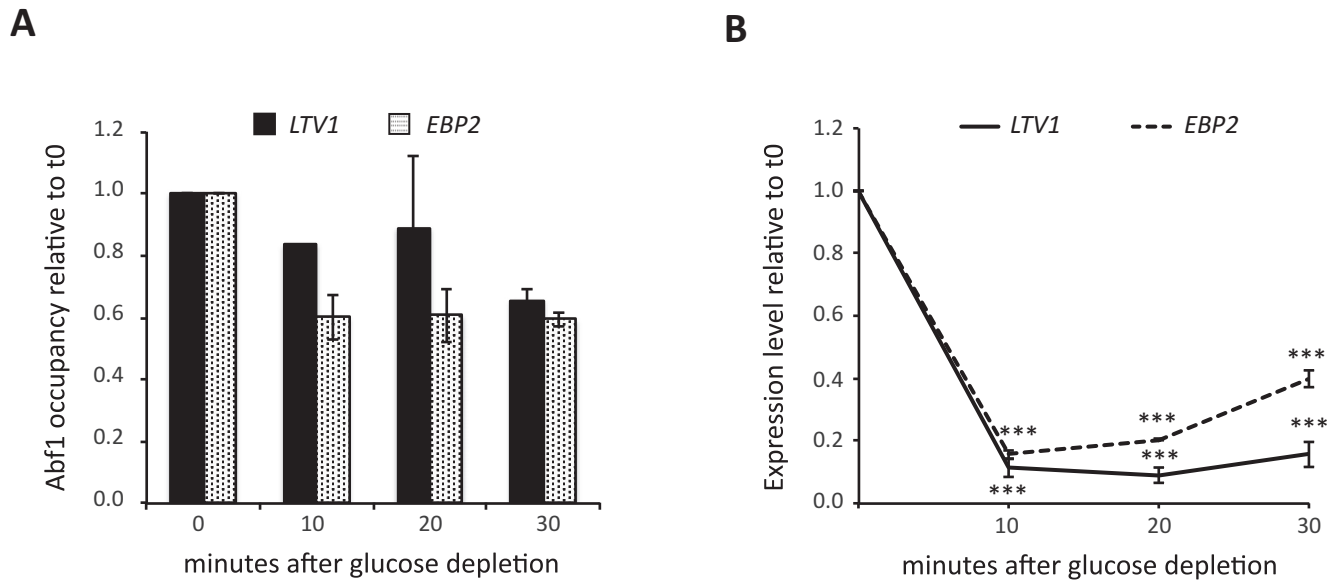 A
LTV1 EBP2
Abf1 occupancy relative to t0
1.2
1.0
0.8
0.6
0.4
0.2
0.0
0 10 20 30
minutes after glucose depletion
B
LTV1 EBP2
Expression level relative to t0
1.2
1.0
0.8
0.6
0.4
0.2
0.0
***
***
***
***
***
***
10 20 30
minutes after glucose depletion